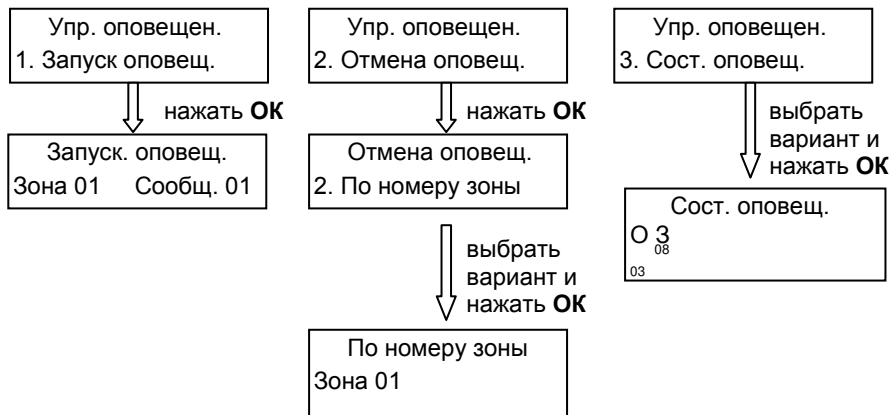 Упр. оповещен.
1. Запуск оповещ.
нажать ОК
Запуск. оповещ.
Зона 01 Сообщ. 01
Упр. оповещен.
2. Отмена оповещ.
нажать ОК
Отмена оповещ.
2. По номеру зоны
выбрать
вариант и
нажать ОК
По номеру зоны
Зона 01
Упр. оповещен.
3. Сост. оповещ.
выбрать
вариант и
нажать ОК
Сост. оповещ.
О З
08
03